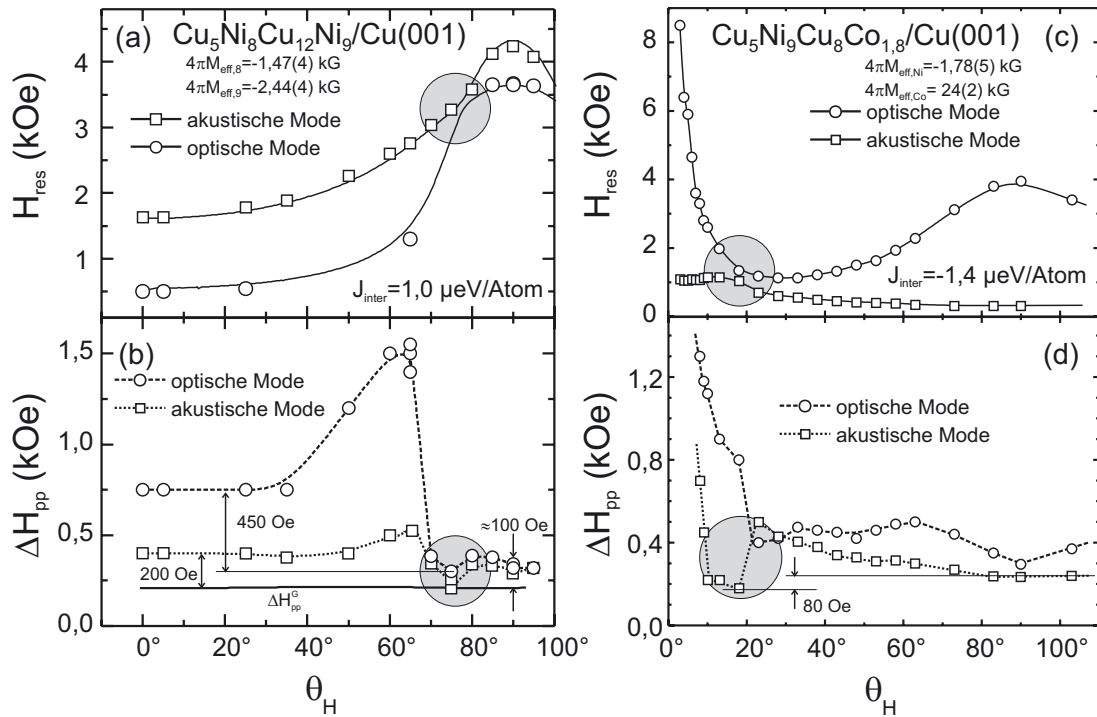 (a)
Cu5Ni8Cu12Ni9/Cu(001)
4πMeff,8=-1,47(4) kG
4πMeff,9=-2,44(4) kG
akustische Mode
optische Mode
Jinter=1,0 µeV/Atom
Hres (kOe)
4
3
2
1
(b)
optische Mode
akustische Mode
450 Oe
200 Oe
≈100 Oe
ΔHppG
ΔHpp (kOe)
1,5
1,0
0,5
0,0
0° 20° 40° 60° 80° 100°
θH
Cu5Ni9Cu8Co1,8/Cu(001)
(c)
4πMeff,Ni=-1,78(5) kG
4πMeff,Co= 24(2) kG
optische Mode
akustische Mode
Jinter=-1,4 µeV/Atom
Hres (kOe)
8
6
4
2
0
(d)
optische Mode
akustische Mode
80 Oe
ΔHpp (kOe)
1,2
0,8
0,4
0,0
0° 20° 40° 60° 80° 100°
θH